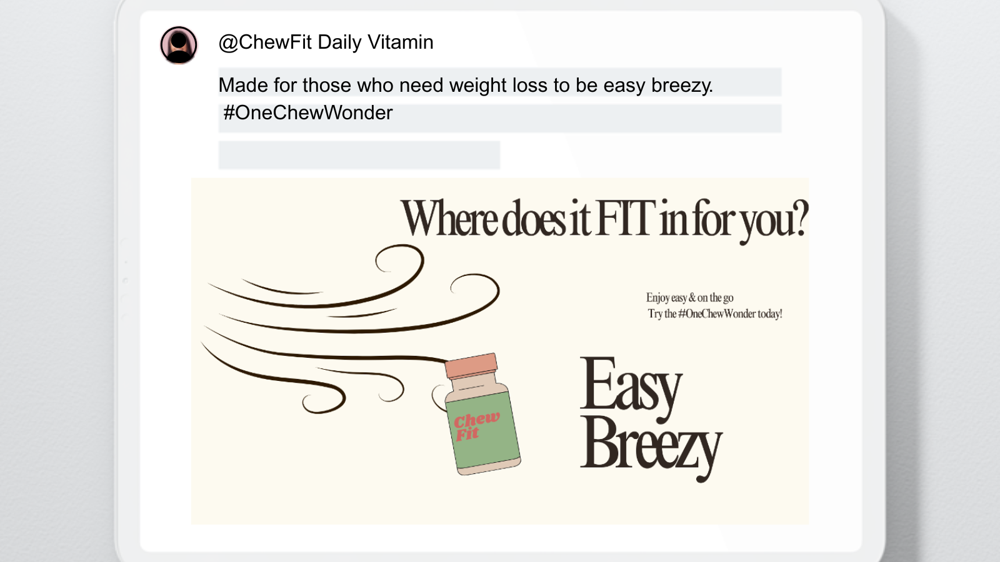 @ChewFit Daily Vitamin
Made for those who need weight loss to be easy breezy.
#OneChewWonder
Where does it FIT in for you?
Enjoy easy & on the go
Try the #OneChewWonder today!
Easy
Breezy
Chew
Fit